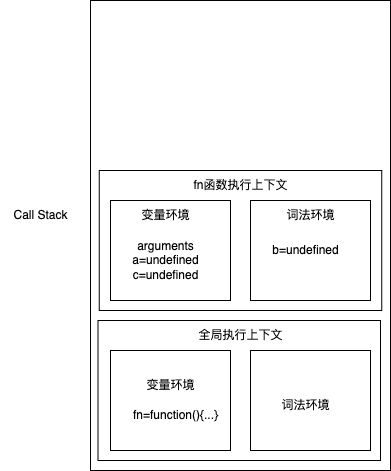 fn函数执行上下文
Call Stack
变量环境
arguments
a=undefined
c=undefined
词法环境
b=undefined
全局执行上下文
变量环境
fn=function(){...}
词法环境